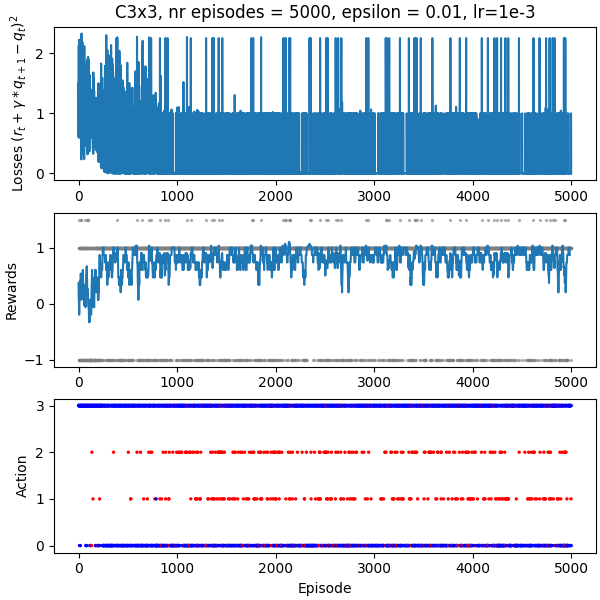 C3x3, nr episodes = 5000, epsilon = 0.01, lr=1e-3
Losses $(r_t + \gamma * q_{t+1} - q_t)^2$
2
1
0
0 1000 2000 3000 4000 5000
Rewards
1
0
−1
0 1000 2000 3000 4000 5000
Action
3
2
1
0
0 1000 2000 3000 4000 5000
Episode